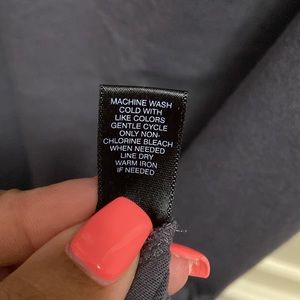 MACHINE WASH
COLD WITH
LIKE COLORS
GENTLE CYCLE
ONLY NON-
CHLORINE BLEACH
WHEN NEEDED
LINE DRY
WARM IRON
IF NEEDED